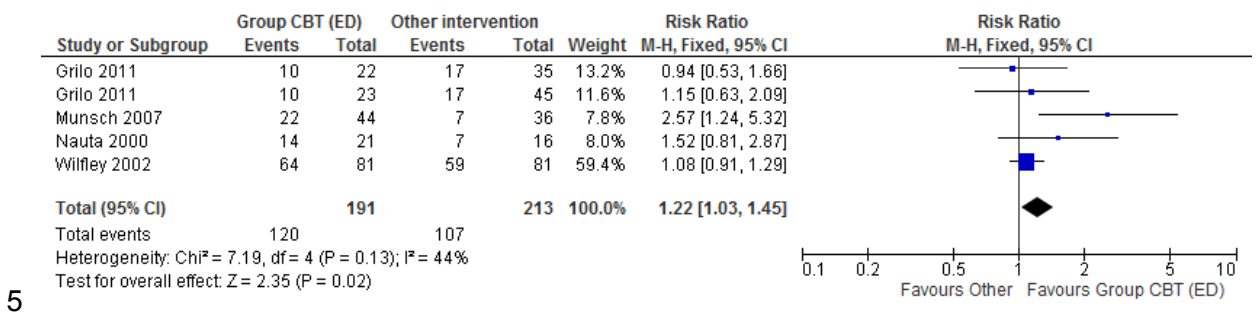 Group CBT (ED) Other intervention Risk Ratio Risk Ratio
Study or Subgroup Events Total Events Total Weight M-H, Fixed, 95% CI M-H, Fixed, 95% CI
Grilo 2011 10 22 17 35 13.2% 0.94 [0.53, 1.66]
Grilo 2011 10 23 17 45 11.6% 1.15 [0.63, 2.09]
Munsch 2007 22 44 7 36 7.8% 2.57 [1.24, 5.32]
Nauta 2000 14 21 7 16 8.0% 1.52 [0.81, 2.87]
Wilfley 2002 64 81 59 81 59.4% 1.08 [0.91, 1.29]
Total (95% CI) 191 213 100.0% 1.22 [1.03, 1.45]
Total events 120 107
Heterogeneity: Chi² = 7.19, df = 4 (P = 0.13); I² = 44%
Test for overall effect: Z = 2.35 (P = 0.02)
0.1 0.2 0.5 1 2 5 10
Favours Other Favours Group CBT (ED)
5